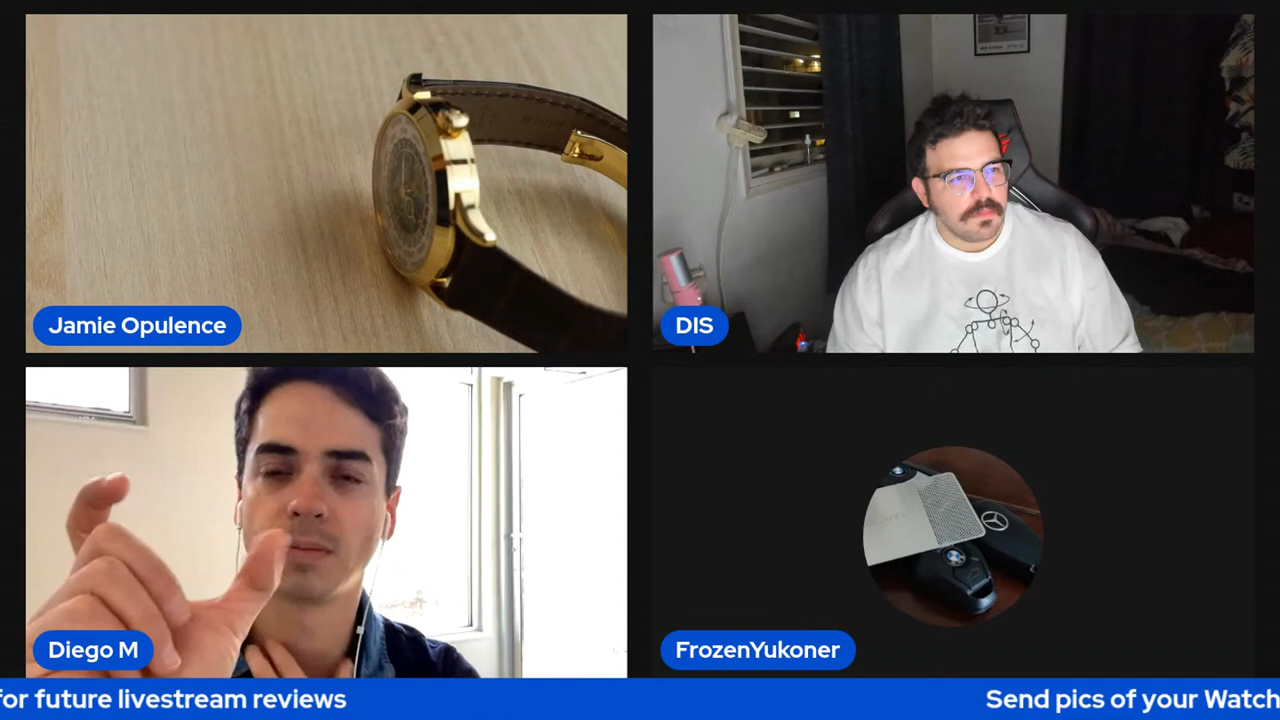 Jamie Opulence
DIS
Diego M
FrozenYukoner
for future livestream reviews
Send pics of your Watch